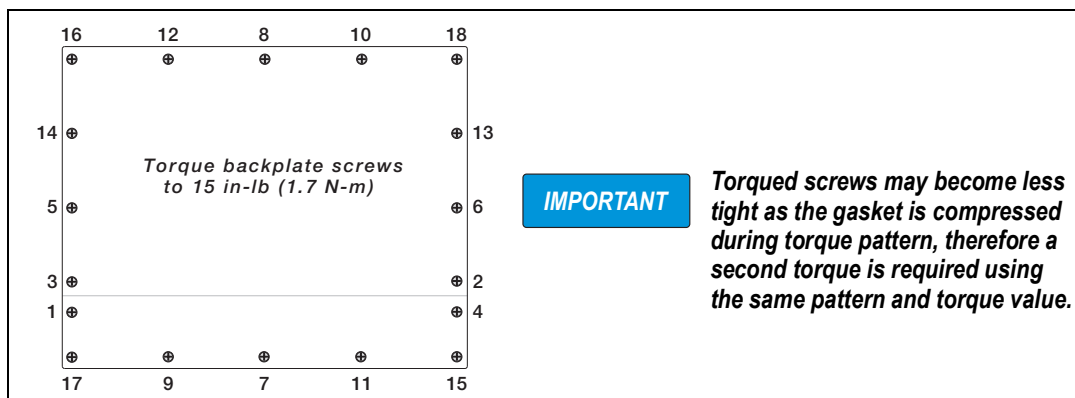 16 12 8 10 18
14 13
Torque backplate screws
to 15 in-lb (1.7 N-m)
5 6
3 2
1 4
17 9 7 11 15
IMPORTANT
Torqued screws may become less
tight as the gasket is compressed
during torque pattern, therefore a
second torque is required using
the same pattern and torque value.